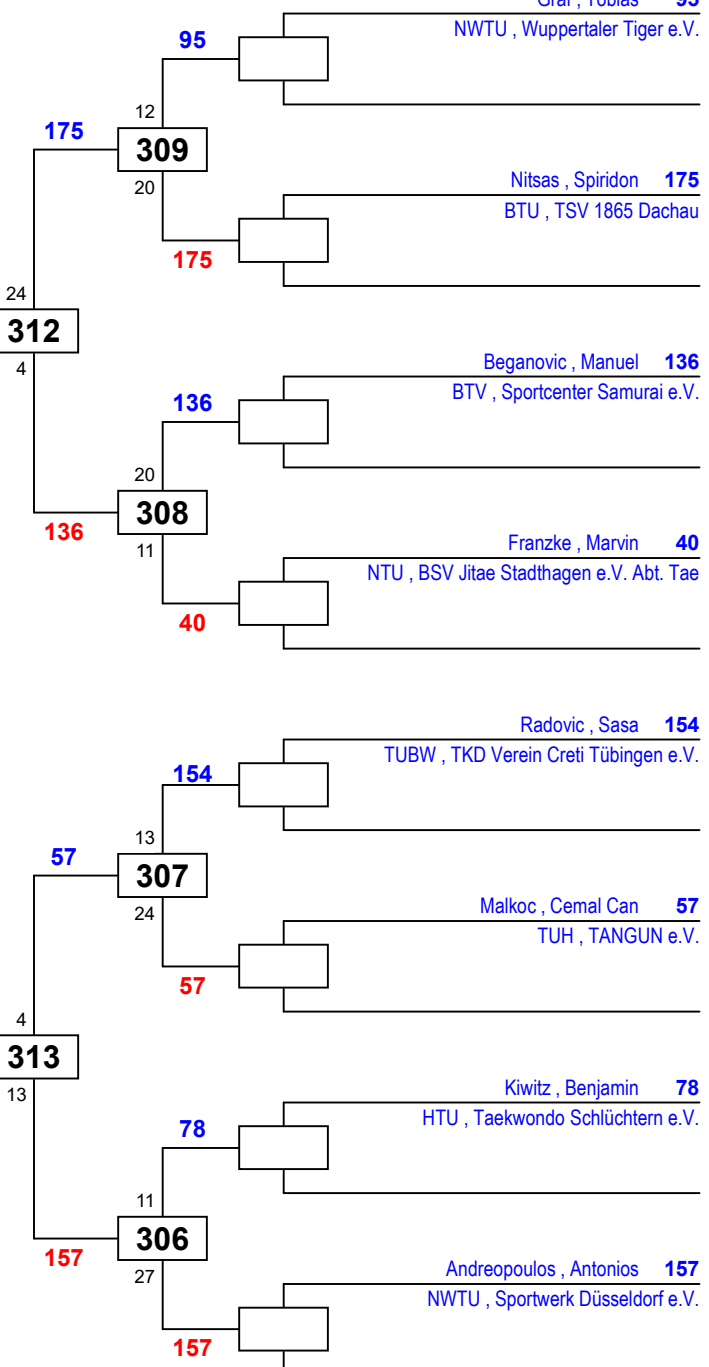 Graf , Tobias 95
95
NWTU , Wuppertaler Tiger e.V.
12
175
309
20
Nitsas , Spiridon 175
BTU , TSV 1865 Dachau
175
24
312
4
Beganovic , Manuel 136
136
BTV , Sportcenter Samurai e.V.
20
308
136
11
Franzke , Marvin 40
NTU , BSV Jitae Stadthagen e.V. Abt. Tae
40
Radovic , Sasa 154
TUBW , TKD Verein Creti Tübingen e.V.
154
13
57
307
24
Malkoc , Cemal Can 57
TUH , TANGUN e.V.
57
4
313
13
Kiwitz , Benjamin 78
HTU , Taekwondo Schlüchtern e.V.
78
11
306
157
27
Andreopoulos , Antonios 157
NWTU , Sportwerk Düsseldorf e.V.
157